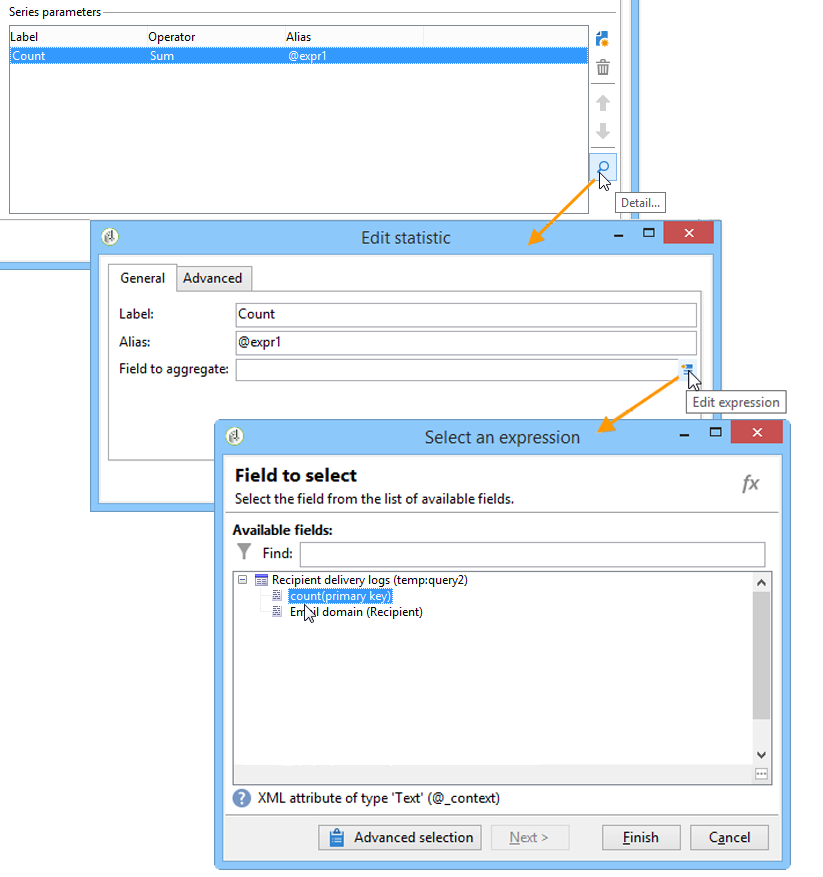 Series parameters
Label Operator Alias
Count Sum @expr1
Detail...
Edit statistic
General Advanced
Label: Count
Alias: @expr1
Field to aggregate:
Edit expression
Select an expression
Field to select
fx
Select the field from the list of available fields.
Available fields:
Find:
Recipient delivery logs (temp:query2)
count(primary key)
Email domain (Recipient)
XML attribute of type 'Text' (@_context)
Advanced selection Next > Finish Cancel